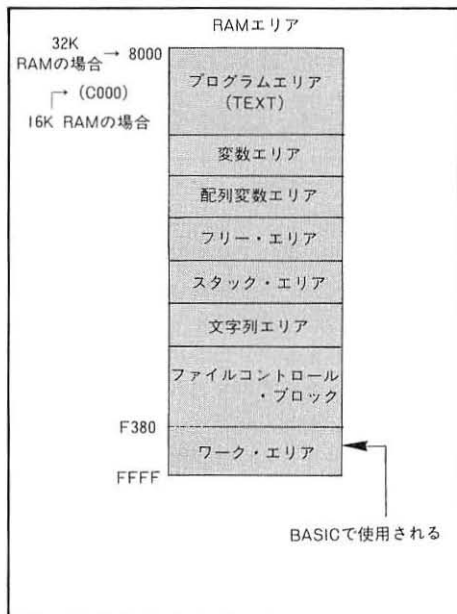 RAMエリア
32K
RAMの場合 → 8000
(C000)
16K RAMの場合
プログラムエリア
(TEXT)
変数エリア
配列変数エリア
フリー・エリア
スタック・エリア
文字列エリア
ファイルコントロール
・ブロック
F380
ワーク・エリア
FFFF
BASICで使用される